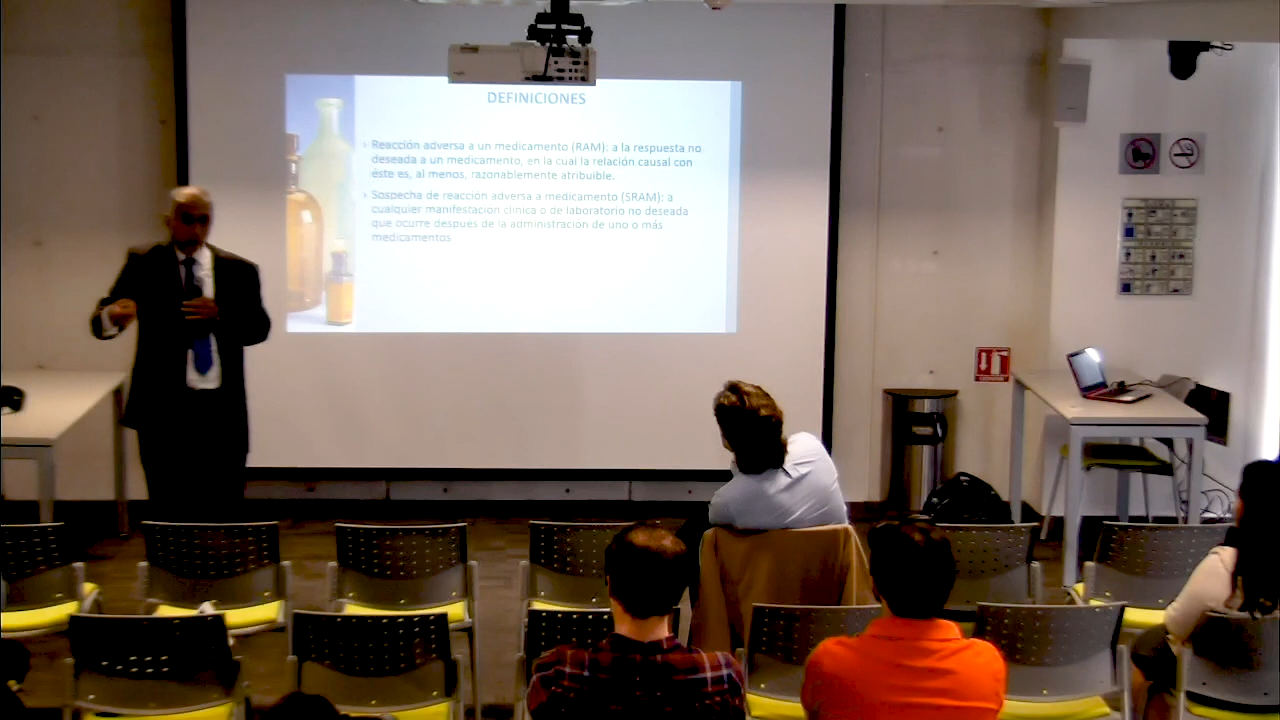 DEFINICIONES
Reacción adversa a un medicamento (RAM): a la respuesta no
deseada a un medicamento, en la cual la relación causal con
éste es, al menos, razonablemente atribuible.
Sospecha de reacción adversa a medicamento (SRAM): a
cualquier manifestación clínica o de laboratorio no deseada
que ocurre después de la administración de uno o más
medicamentos